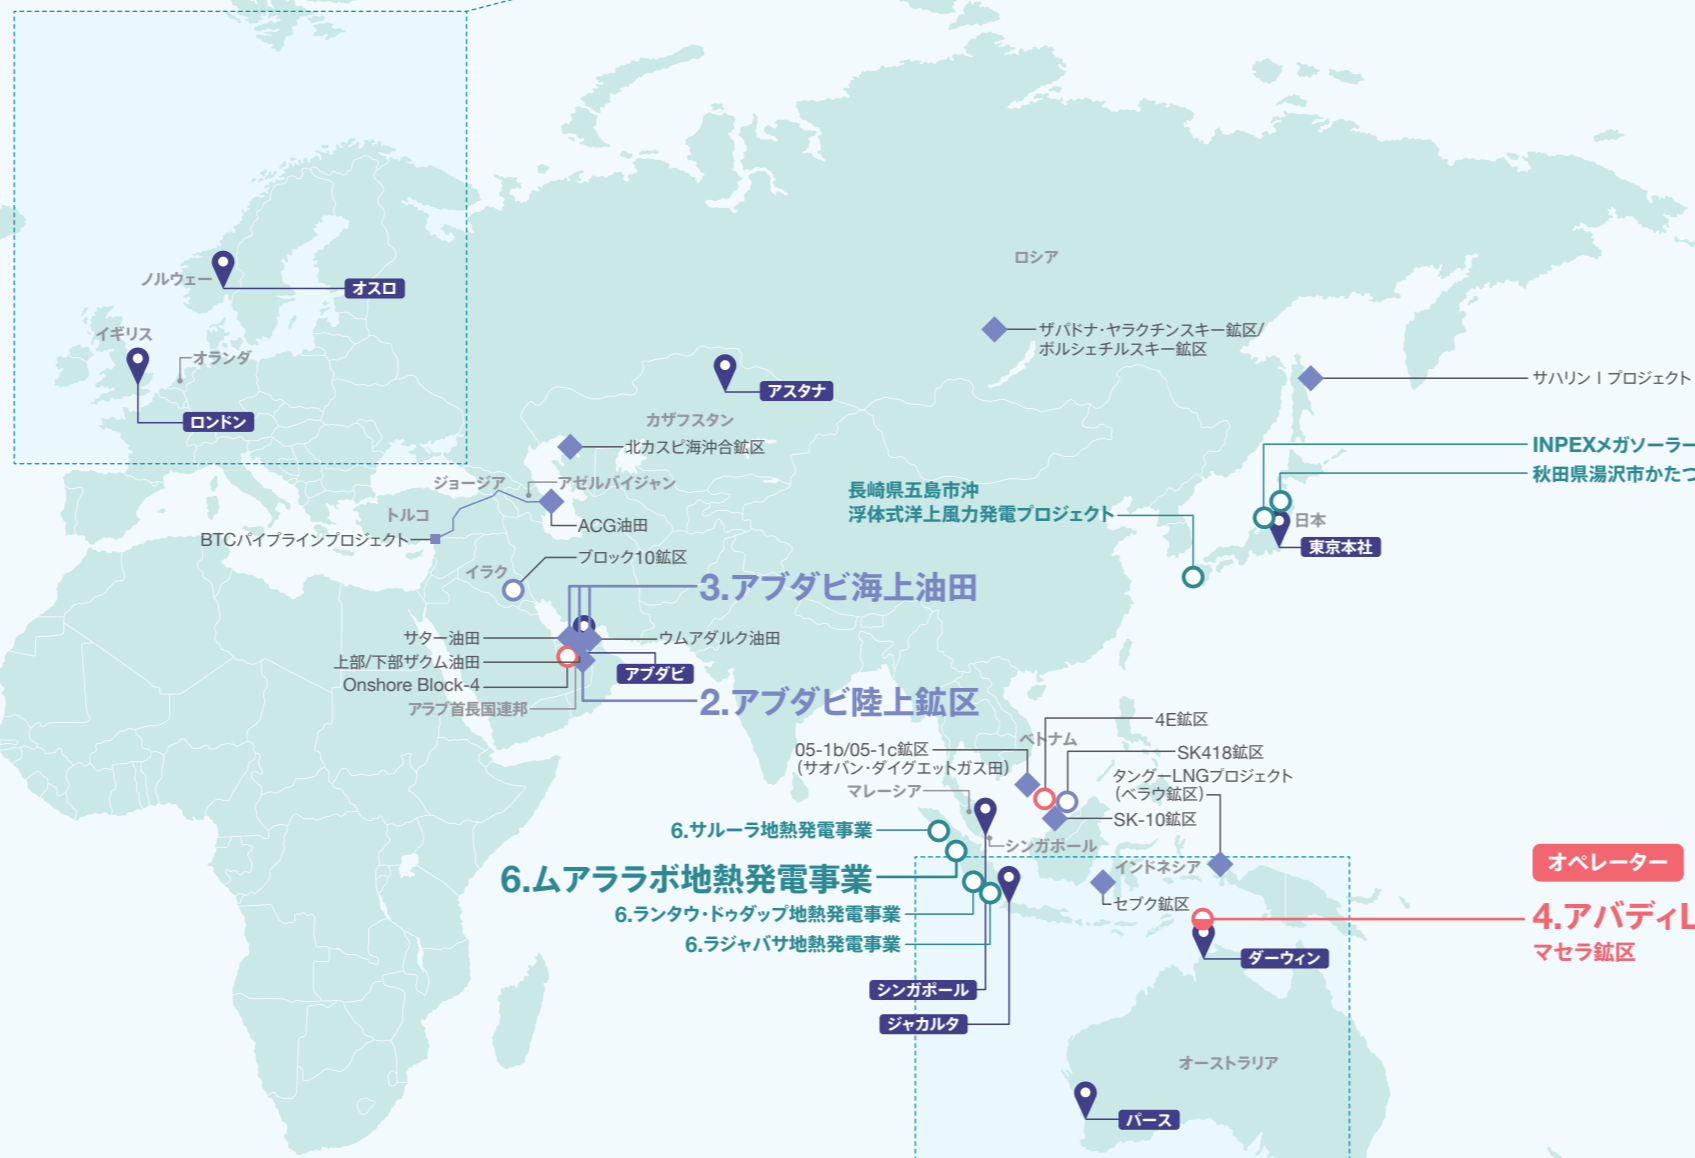 ロシア
ノルウェー
オスロ
イギリス
オランダ
ロンドン
ザパドナ・ヤラクチンスキー鉱区/
ボルシェチルスキー鉱区
サハリンⅠプロジェクト
アスタナ
カザフスタン
北カスピ海沖合鉱区
INPEXメガソーラー
秋田県湯沢市かたつ
ジョージア
アゼルバイジャン
トルコ
ACG油田
BTCパイプラインプロジェクト
長崎県五島市沖
浮体式洋上風力発電プロジェクト
日本
東京本社
ブロック10鉱区
イラク
3.アブダビ海上油田
サター油田
ウムアダルク油田
上部/下部ザクム油田
アブダビ
Onshore Block-4
アラブ首長国連邦
2.アブダビ陸上鉱区
4E鉱区
ベトナム
05-1b/05-1c鉱区
(サオバン・ダイグエットガス田)
SK418鉱区
タングーLNGプロジェクト
(ベラウ鉱区)
マレーシア
SK-10鉱区
6.サルーラ地熱発電事業
シンガポール
6.ムアララボ地熱発電事業
インドネシア
セブク鉱区
6.ランタウ・ドゥダップ地熱発電事業
6.ラジャバサ地熱発電事業
オペレーター
4.アバディL
マセラ鉱区
ダーウィン
シンガポール
ジャカルタ
オーストラリア
パース